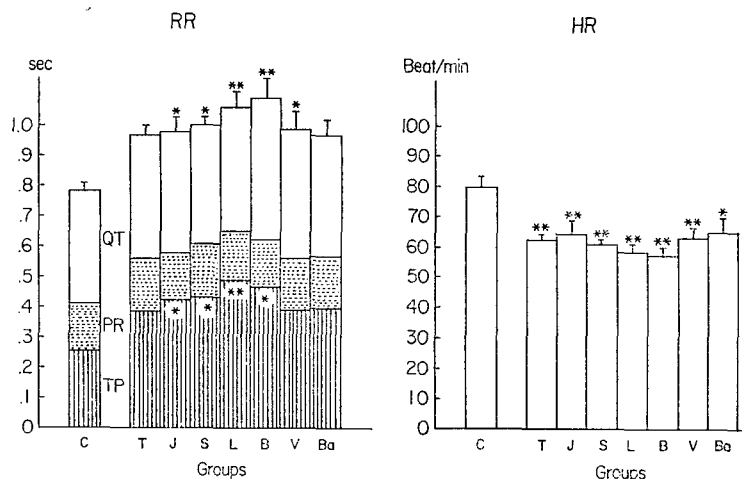 RR
sec
** 
** * * *
1.0
.9
.8
.7
.6
.5
.4
.3
.2
.1
0
QT
PR
TP
* * ** *
C T J S L B V Ba
Groups
HR
Beat/min
100
90
80
70
60
50
40
30
20
10
0
** ** ** ** ** ** *
C T J S L B V Ba
Groups